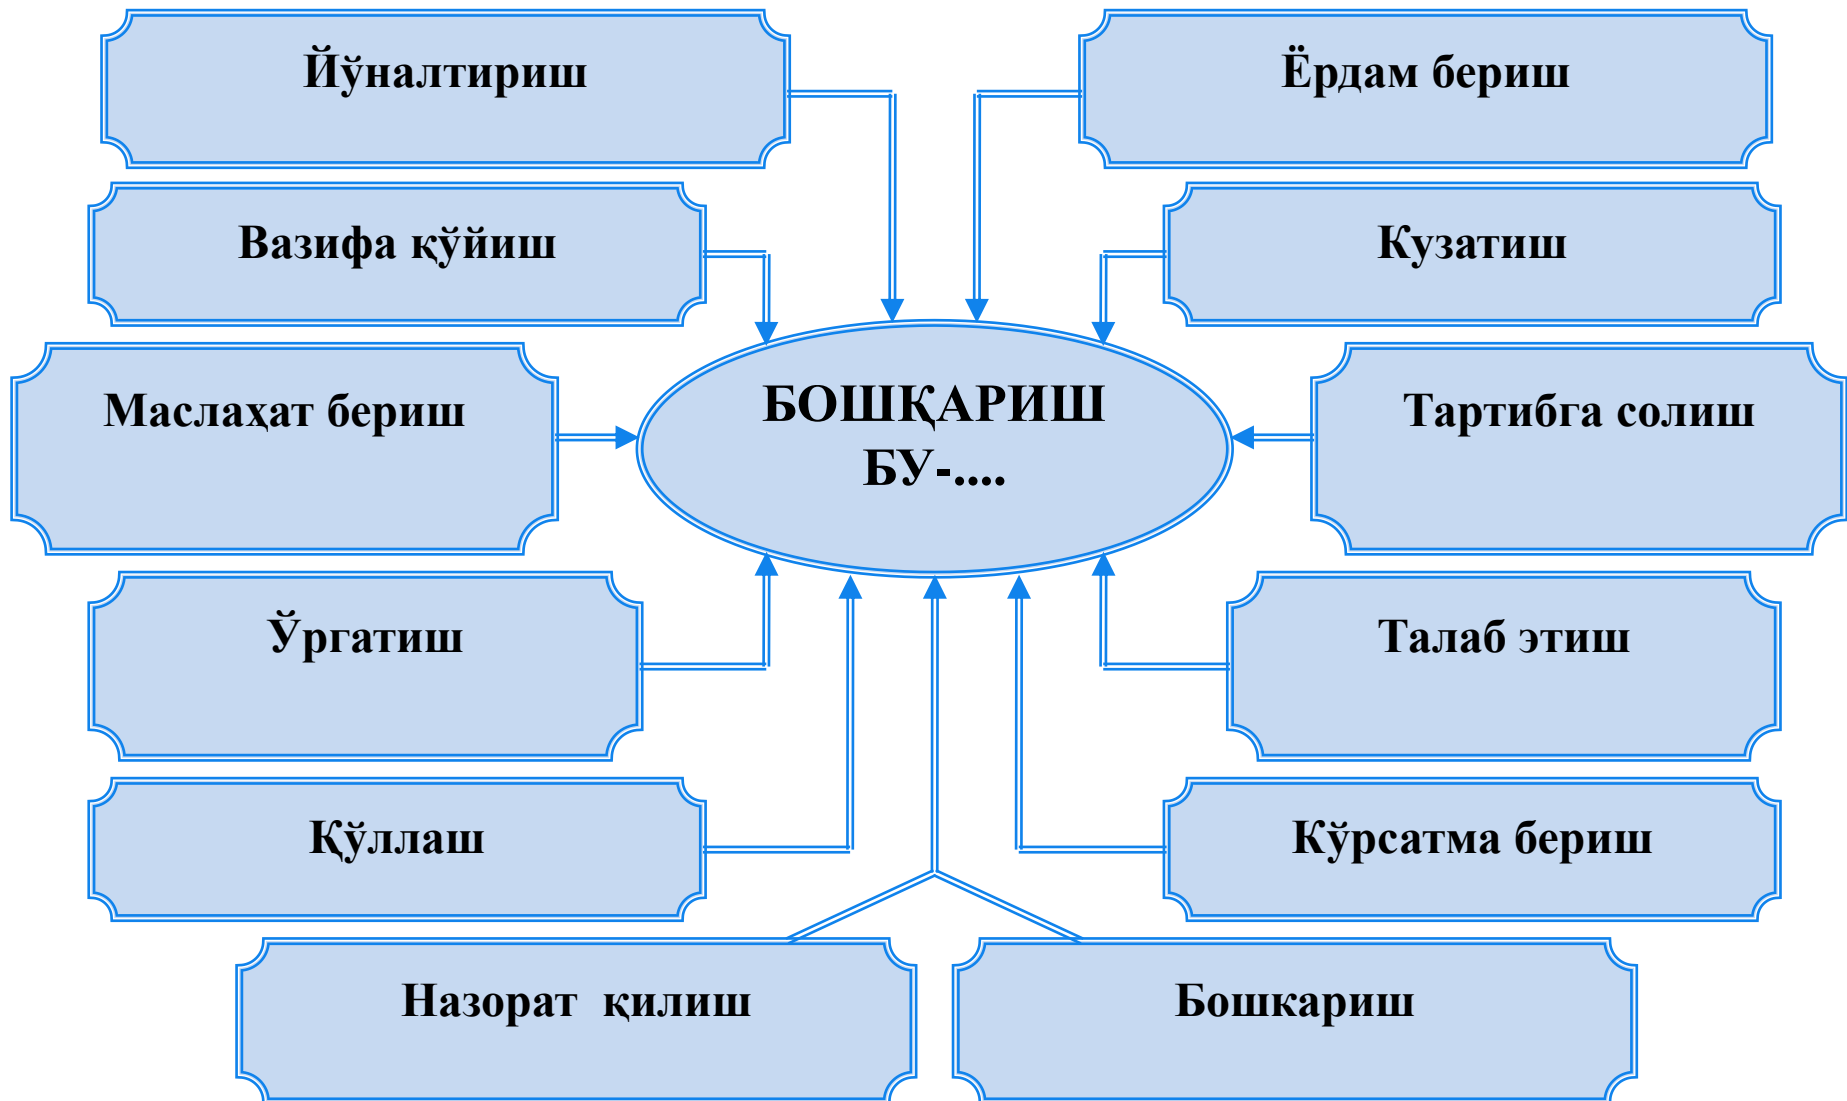 Йўналтириш
Ёрдам бериш
Вазифа қўйиш
Кузатиш
Маслаҳат бериш
БОШҚАРИШ
БУ-....
Тартибга солиш
Ўргатиш
Талаб этиш
Қўллаш
Кўрсатма бериш
Назорат қилиш
Бошкариш